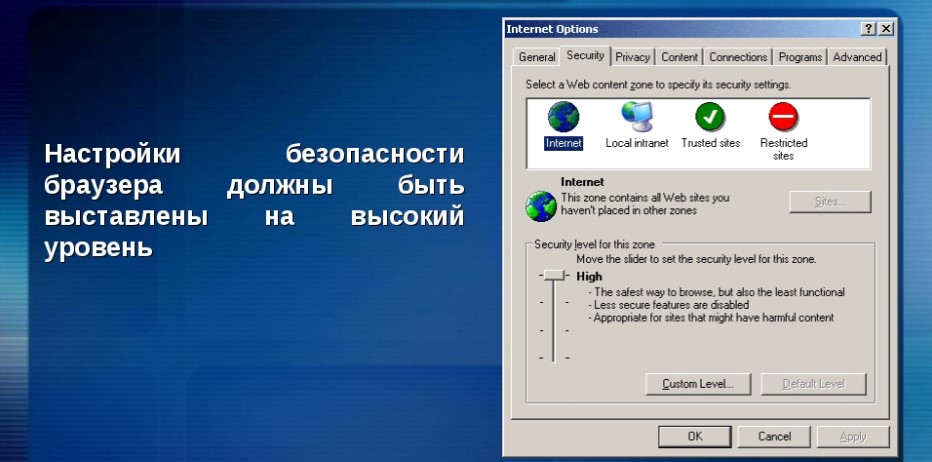 Настройки безопасности
браузера должны быть
выставлены на высокий
уровень
Internet Options
General Security Privacy Content Connections Programs Advanced
Select a Web content zone to specify its security settings.
Internet Local intranet Trusted sites Restricted
sites
Internet
This zone contains all Web sites you
haven't placed in other zones
Sites...
Security level for this zone
Move the slider to set the security level for this zone.
High
- The safest way to browse, but also the least functional
- Less secure features are disabled
- Appropriate for sites that might have harmful content
Custom Level... Default Level
OK Cancel Apply